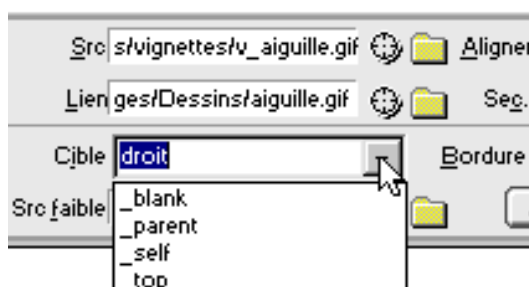 Src s/vignettes/v_aiguille.gif Aligner
Lien ges/Dessins/aiguille.gif Sec.
Cible droit Bordure
Src faible _blank
_parent
_self
_top